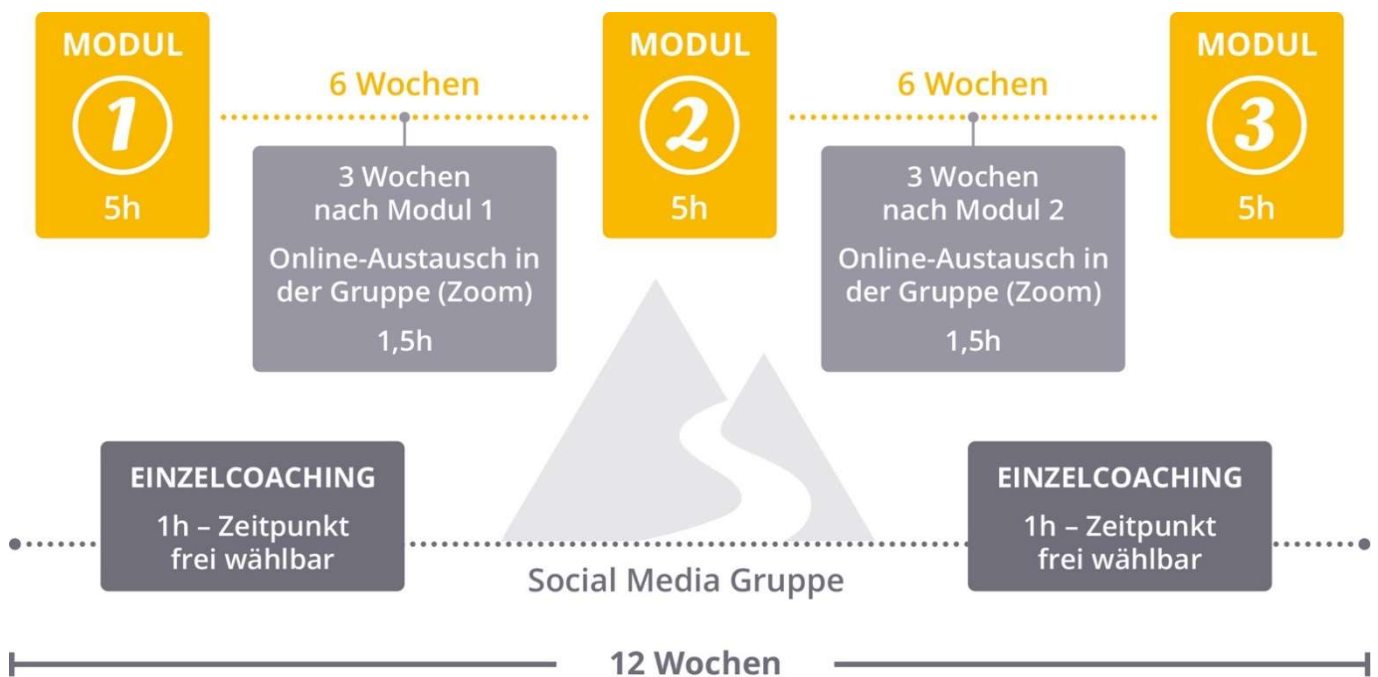 MODUL
1
5h
6 Wochen
3 Wochen
nach Modul 1
Online-Austausch in
der Gruppe (Zoom)
1,5h
MODUL
2
5h
6 Wochen
3 Wochen
nach Modul 2
Online-Austausch in
der Gruppe (Zoom)
1,5h
MODUL
3
5h
EINZELCOACHING
1h – Zeitpunkt
frei wählbar
Social Media Gruppe
EINZELCOACHING
1h – Zeitpunkt
frei wählbar
12 Wochen